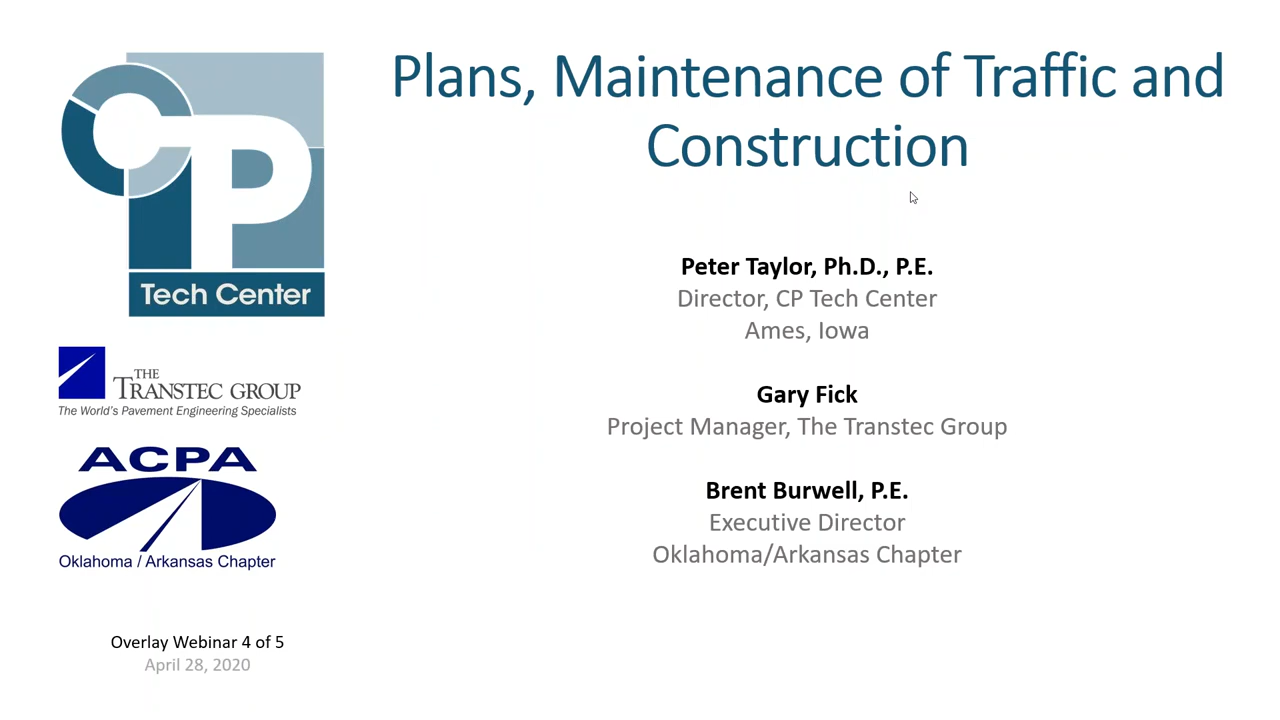 Plans, Maintenance of Traffic and
Construction
CP
Tech Center
THE
TRANSTEC GROUP
The World's Pavement Engineering Specialists
ACPA
Oklahoma / Arkansas Chapter
Peter Taylor, Ph.D., P.E.
Director, CP Tech Center
Ames, Iowa
Gary Fick
Project Manager, The Transtec Group
Brent Burwell, P.E.
Executive Director
Oklahoma/Arkansas Chapter
Overlay Webinar 4 of 5
April 28, 2020